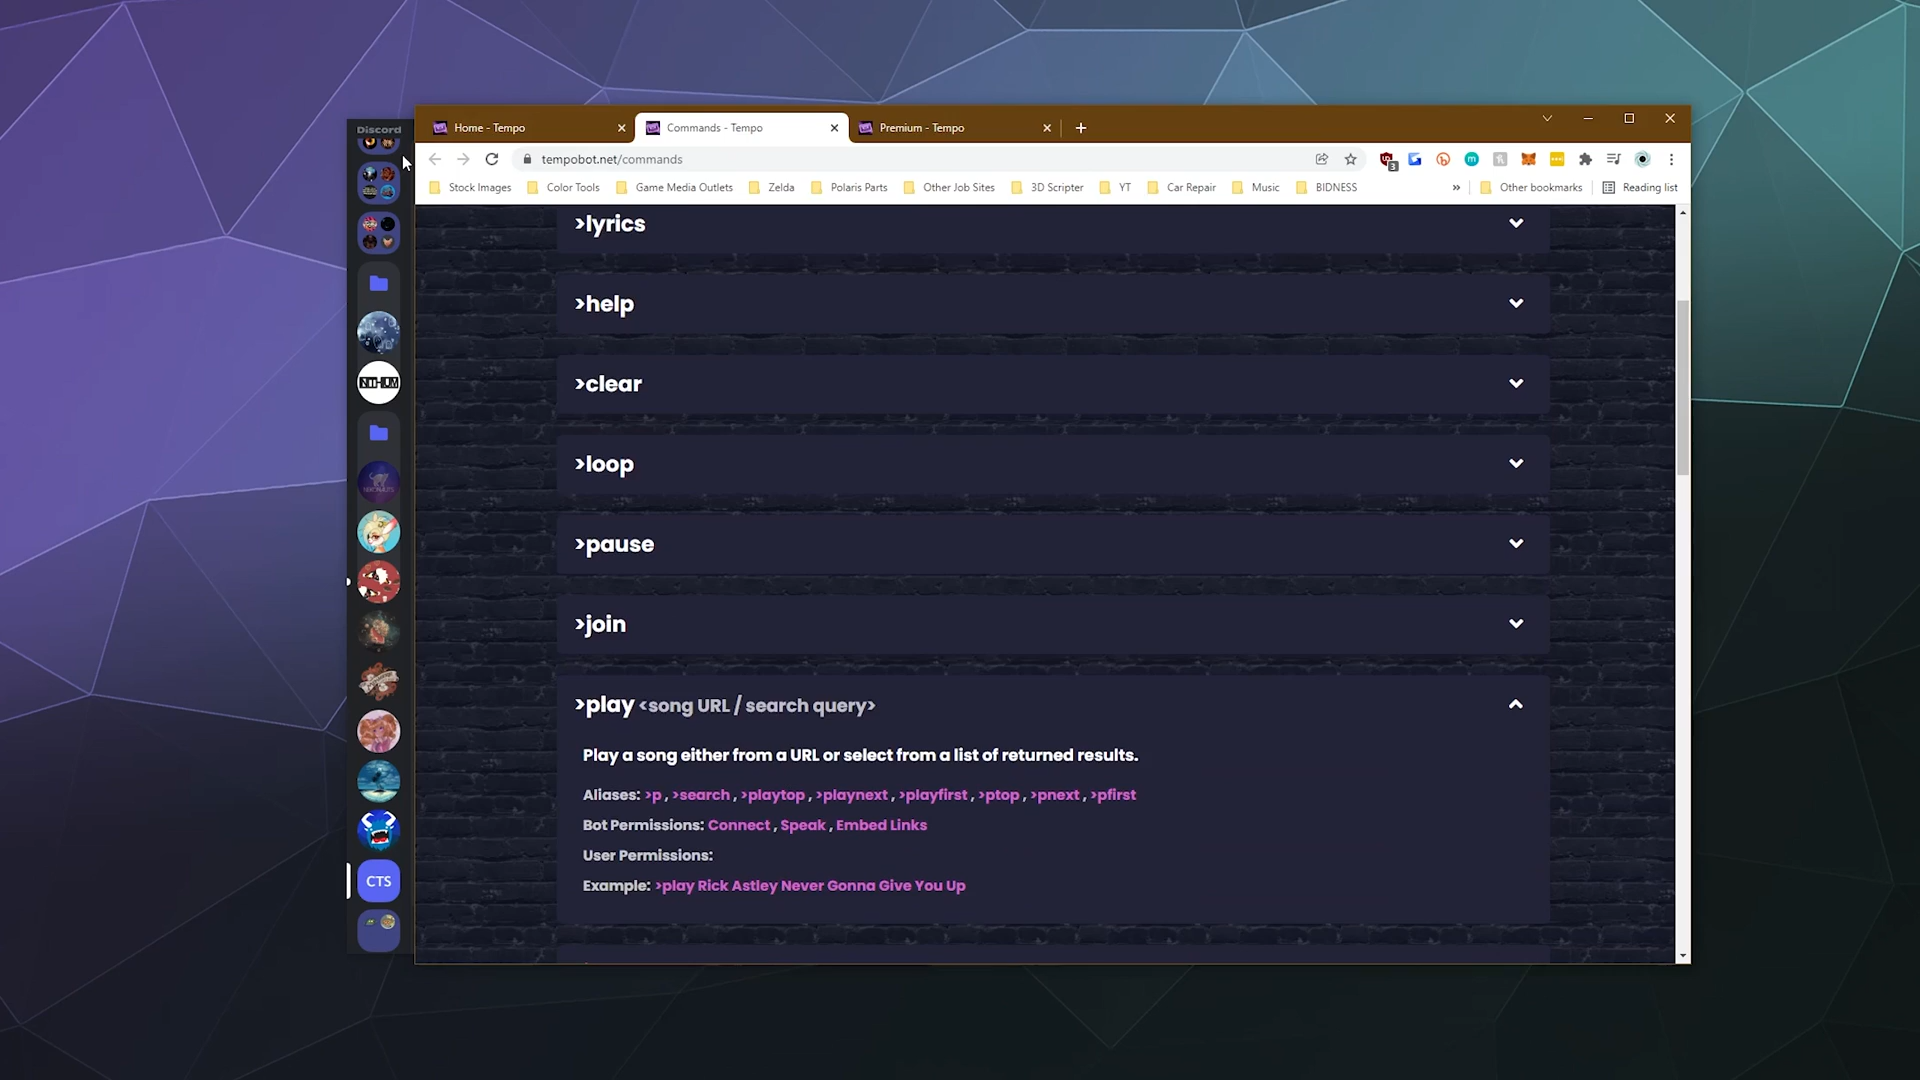 Discord
Home - Tempo
Commands - Tempo
Premium - Tempo
tempobot.net/commands
3
Stock Images
Color Tools
Game Media Outlets
Zelda
Polaris Parts
Other Job Sites
3D Scripter
YT
Car Repair
Music
BIDNESS
»
Other bookmarks
Reading list
>lyrics
>help
>clear
>loop
>pause
>join
>play <song URL / search query>
Play a song either from a URL or select from a list of returned results.
Aliases: >p , >search , >playtop , >playnext , >playfirst , >ptop , >pnext , >pfirst
Bot Permissions: Connect , Speak , Embed Links
User Permissions:
Example: >play Rick Astley Never Gonna Give You Up
CTS